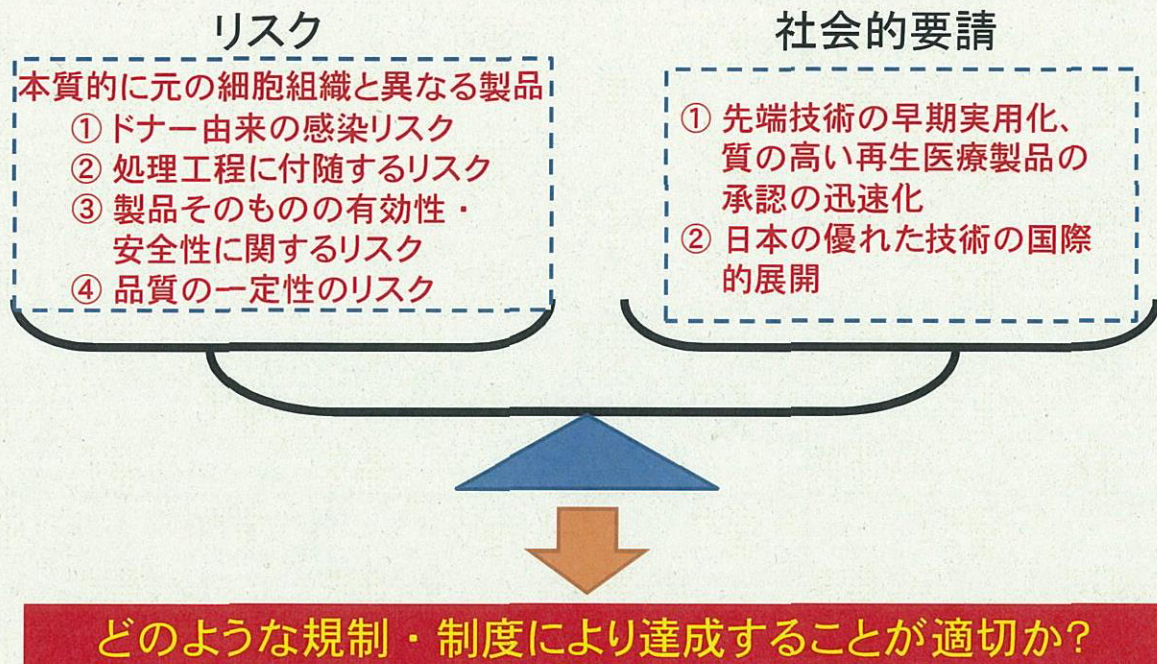 リスク
本質的に元の細胞組織と異なる製品
① ドナー由来の感染リスク
② 処理工程に付随するリスク
③ 製品そのものの有効性・
安全性に関するリスク
④ 品質の一定性のリスク
社会的要請
① 先端技術の早期実用化、
質の高い再生医療製品の
承認の迅速化
② 日本の優れた技術の国際
的展開
どのような規制・制度により達成することが適切か?